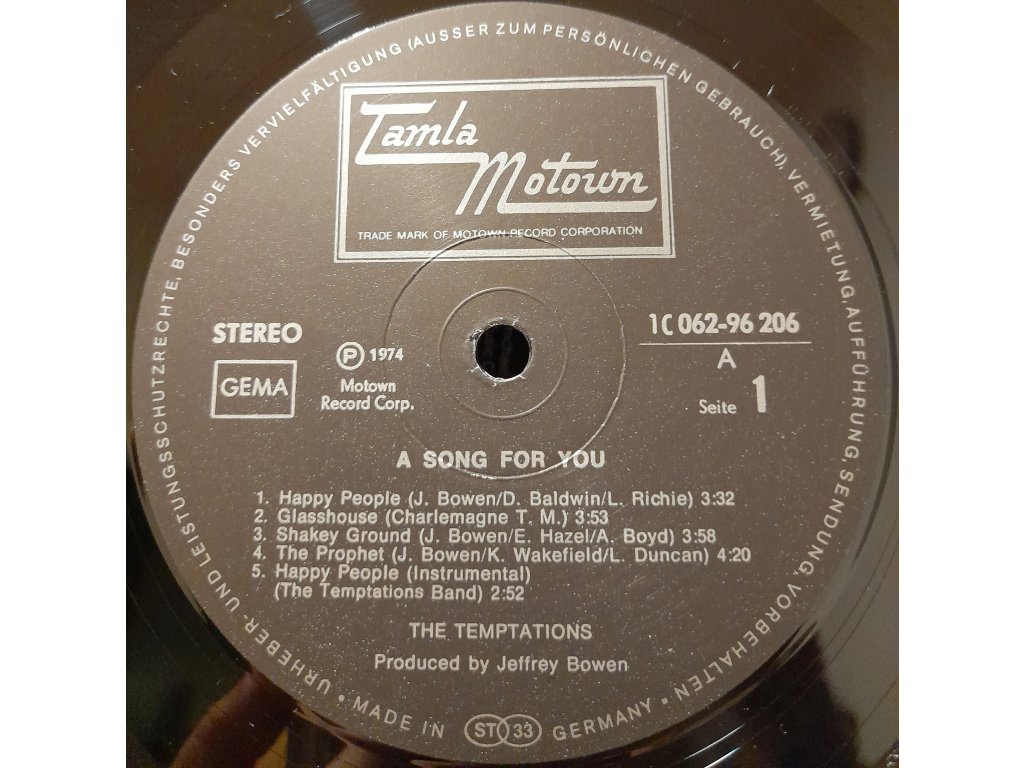 URHEBER- UND LEISTUNGSSCHUTZRECHTE, BESONDERS VERVIELFÄLTIGUNG (AUSSER ZUM PERSÖNLICHEN GEBRAUCH), VERMIETUNG, AUFFÜHRUNG, SENDUNG, VORBEHALTEN
Tamla
Motown
TRADE MARK OF MOTOWN RECORD CORPORATION
STEREO
GEMA
℗ 1974
Motown
Record Corp.
1C 062-96 206
A
Seite 1
A SONG FOR YOU
1. Happy People (J. Bowen/D. Baldwin/L. Richie) 3:32
2. Glasshouse (Charlemagne T. M.) 3:53
3. Shakey Ground (J. Bowen/E. Hazel/A. Boyd) 3:58
4. The Prophet (J. Bowen/K. Wakefield/L. Duncan) 4:20
5. Happy People (Instrumental)
(The Temptations Band) 2:52
THE TEMPTATIONS
Produced by Jeffrey Bowen
• MADE IN ST 33 GERMANY •